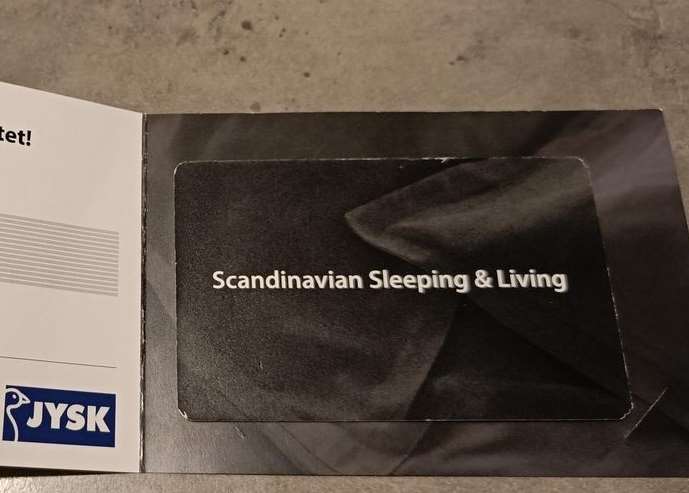 tet!
Scandinavian Sleeping & Living
JYSK